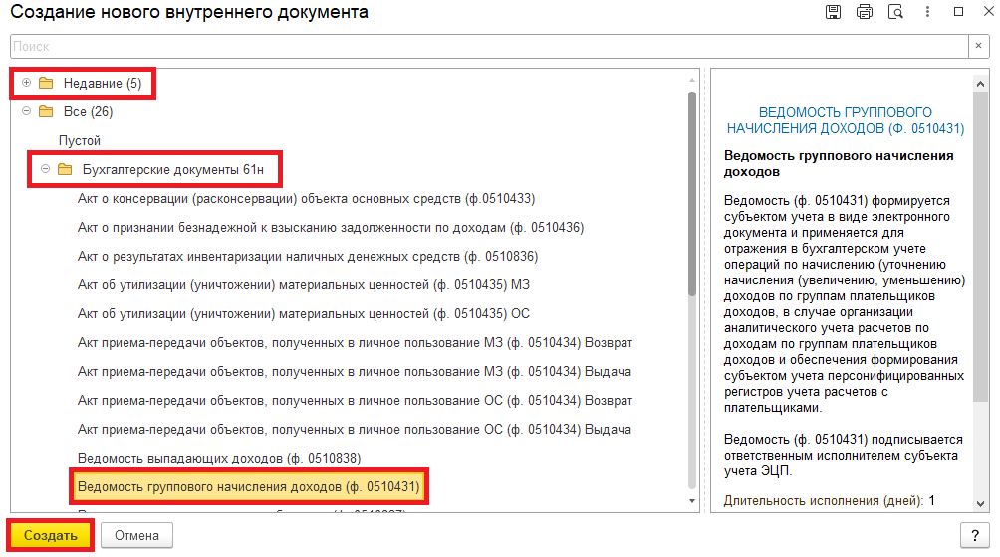 Создание нового внутреннего документа
Поиск
Недавние (5)
Все (26)
Пустой
Бухгалтерские документы 61н
Акт о консервации (расконсервации) объекта основных средств (ф.0510433)
Акт о признании безнадежной к взысканию задолженности по доходам (ф. 0510436)
Акт о результатах инвентаризации наличных денежных средств (ф. 0510836)
Акт об утилизации (уничтожении) материальных ценностей (ф. 0510435) МЗ
Акт об утилизации (уничтожении) материальных ценностей (ф. 0510435) ОС
Акт приема-передачи объектов, полученных в личное пользование МЗ (ф. 0510434) Возврат
Акт приема-передачи объектов, полученных в личное пользование МЗ (ф. 0510434) Выдача
Акт приема-передачи объектов, полученных в личное пользование ОС (ф. 0510434) Возврат
Акт приема-передачи объектов, полученных в личное пользование ОС (ф. 0510434) Выдача
Ведомость выпадающих доходов (ф. 0510838)
Ведомость группового начисления доходов (ф. 0510431)
ВЕДОМОСТЬ ГРУППОВОГО
НАЧИСЛЕНИЯ ДОХОДОВ (Ф. 0510431)
Ведомость группового начисления
доходов
Ведомость (ф. 0510431) формируется
субъектом учета в виде электронного
документа и применяется для
отражения в бухгалтерском учете
операций по начислению (уточнению
начисления (увеличению, уменьшению)
доходов по группам плательщиков
доходов, в случае организации
аналитического учета расчетов по
доходам по группам плательщиков
доходов и обеспечения формирования
субъектом учета персонифицированных
регистров учета расчетов с
плательщиками.
Ведомость (ф. 0510431) подписывается
ответственным исполнителем субъекта
учета ЭЦП.
Длительность исполнения (дней): 1
Создать
Отмена
?